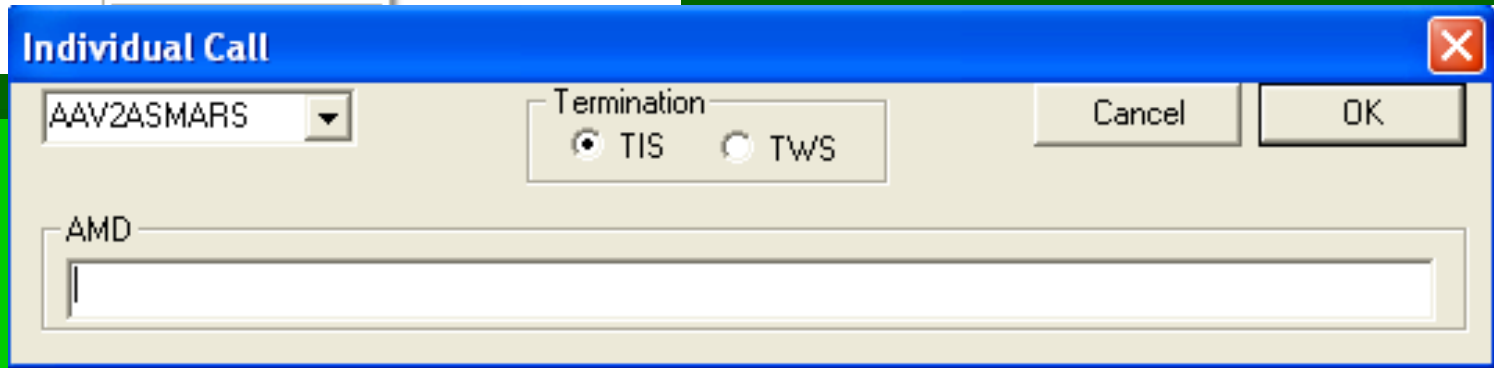 Individual Call
AAV2ASMARS
Termination
TIS TWS
Cancel
OK
AMD